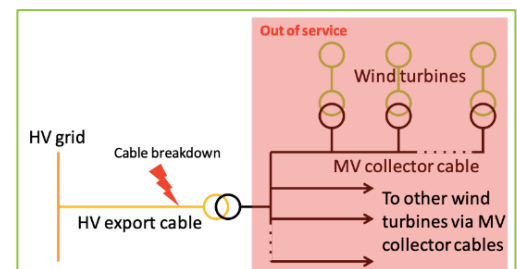 Out of service
Wind turbines
HV grid
Cable breakdown
MV collector cable
HV export cable
To other wind
turbines via MV
collector cables